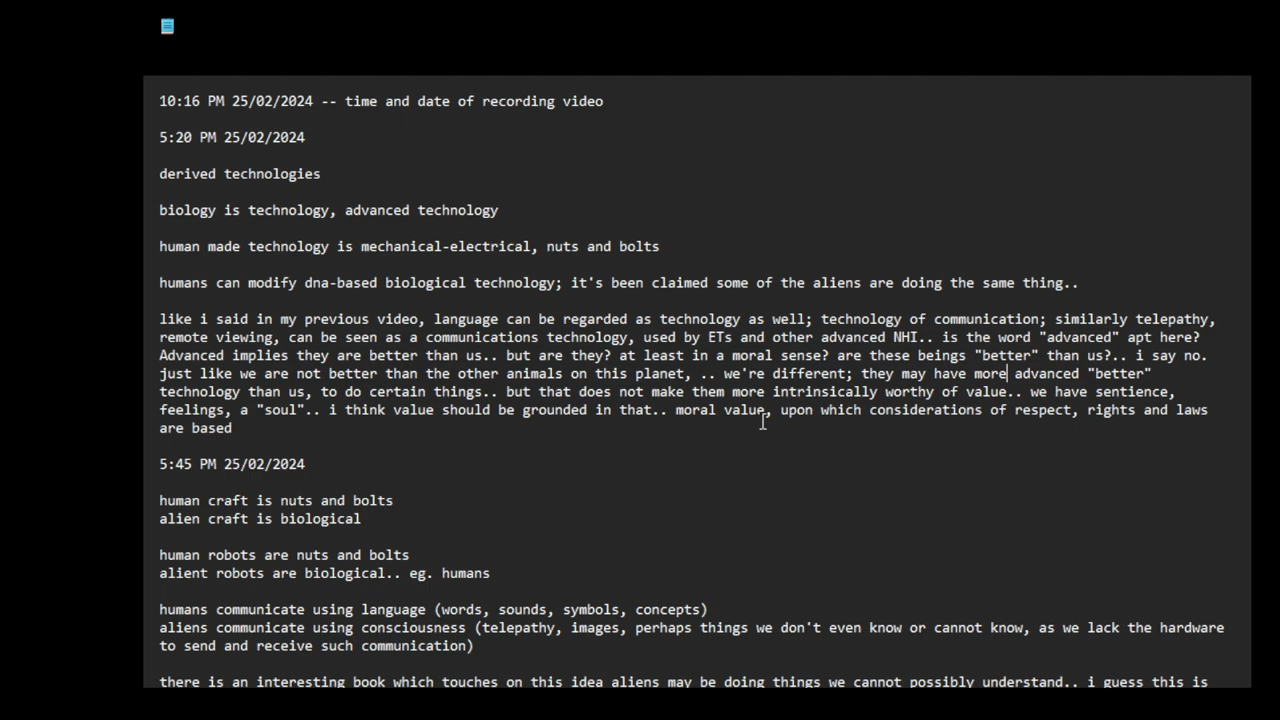 10:16 PM 25/02/2024 -- time and date of recording video
5:20 PM 25/02/2024
derived technologies
biology is technology, advanced technology
human made technology is mechanical-electrical, nuts and bolts
humans can modify dna-based biological technology; it's been claimed some of the aliens are doing the same thing..
like i said in my previous video, language can be regarded as technology as well; technology of communication; similarly telepathy,
remote viewing, can be seen as a communications technology, used by ETs and other advanced NHI.. is the word "advanced" apt here?
Advanced implies they are better than us.. but are they? at least in a moral sense? are these beings "better" than us?.. i say no.
just like we are not better than the other animals on this planet, .. we're different; they may have more advanced "better"
technology than us, to do certain things.. but that does not make them more intrinsically worthy of value.. we have sentience,
feelings, a "soul".. i think value should be grounded in that.. moral value, upon which considerations of respect, rights and laws
are based
5:45 PM 25/02/2024
human craft is nuts and bolts
alien craft is biological
human robots are nuts and bolts
alient robots are biological.. eg. humans
humans communicate using language (words, sounds, symbols, concepts)
aliens communicate using consciousness (telepathy, images, perhaps things we don't even know or cannot know, as we lack the hardware
to send and receive such communication)
there is an interesting book which touches on this idea aliens may be doing things we cannot possibly understand.. i guess this is